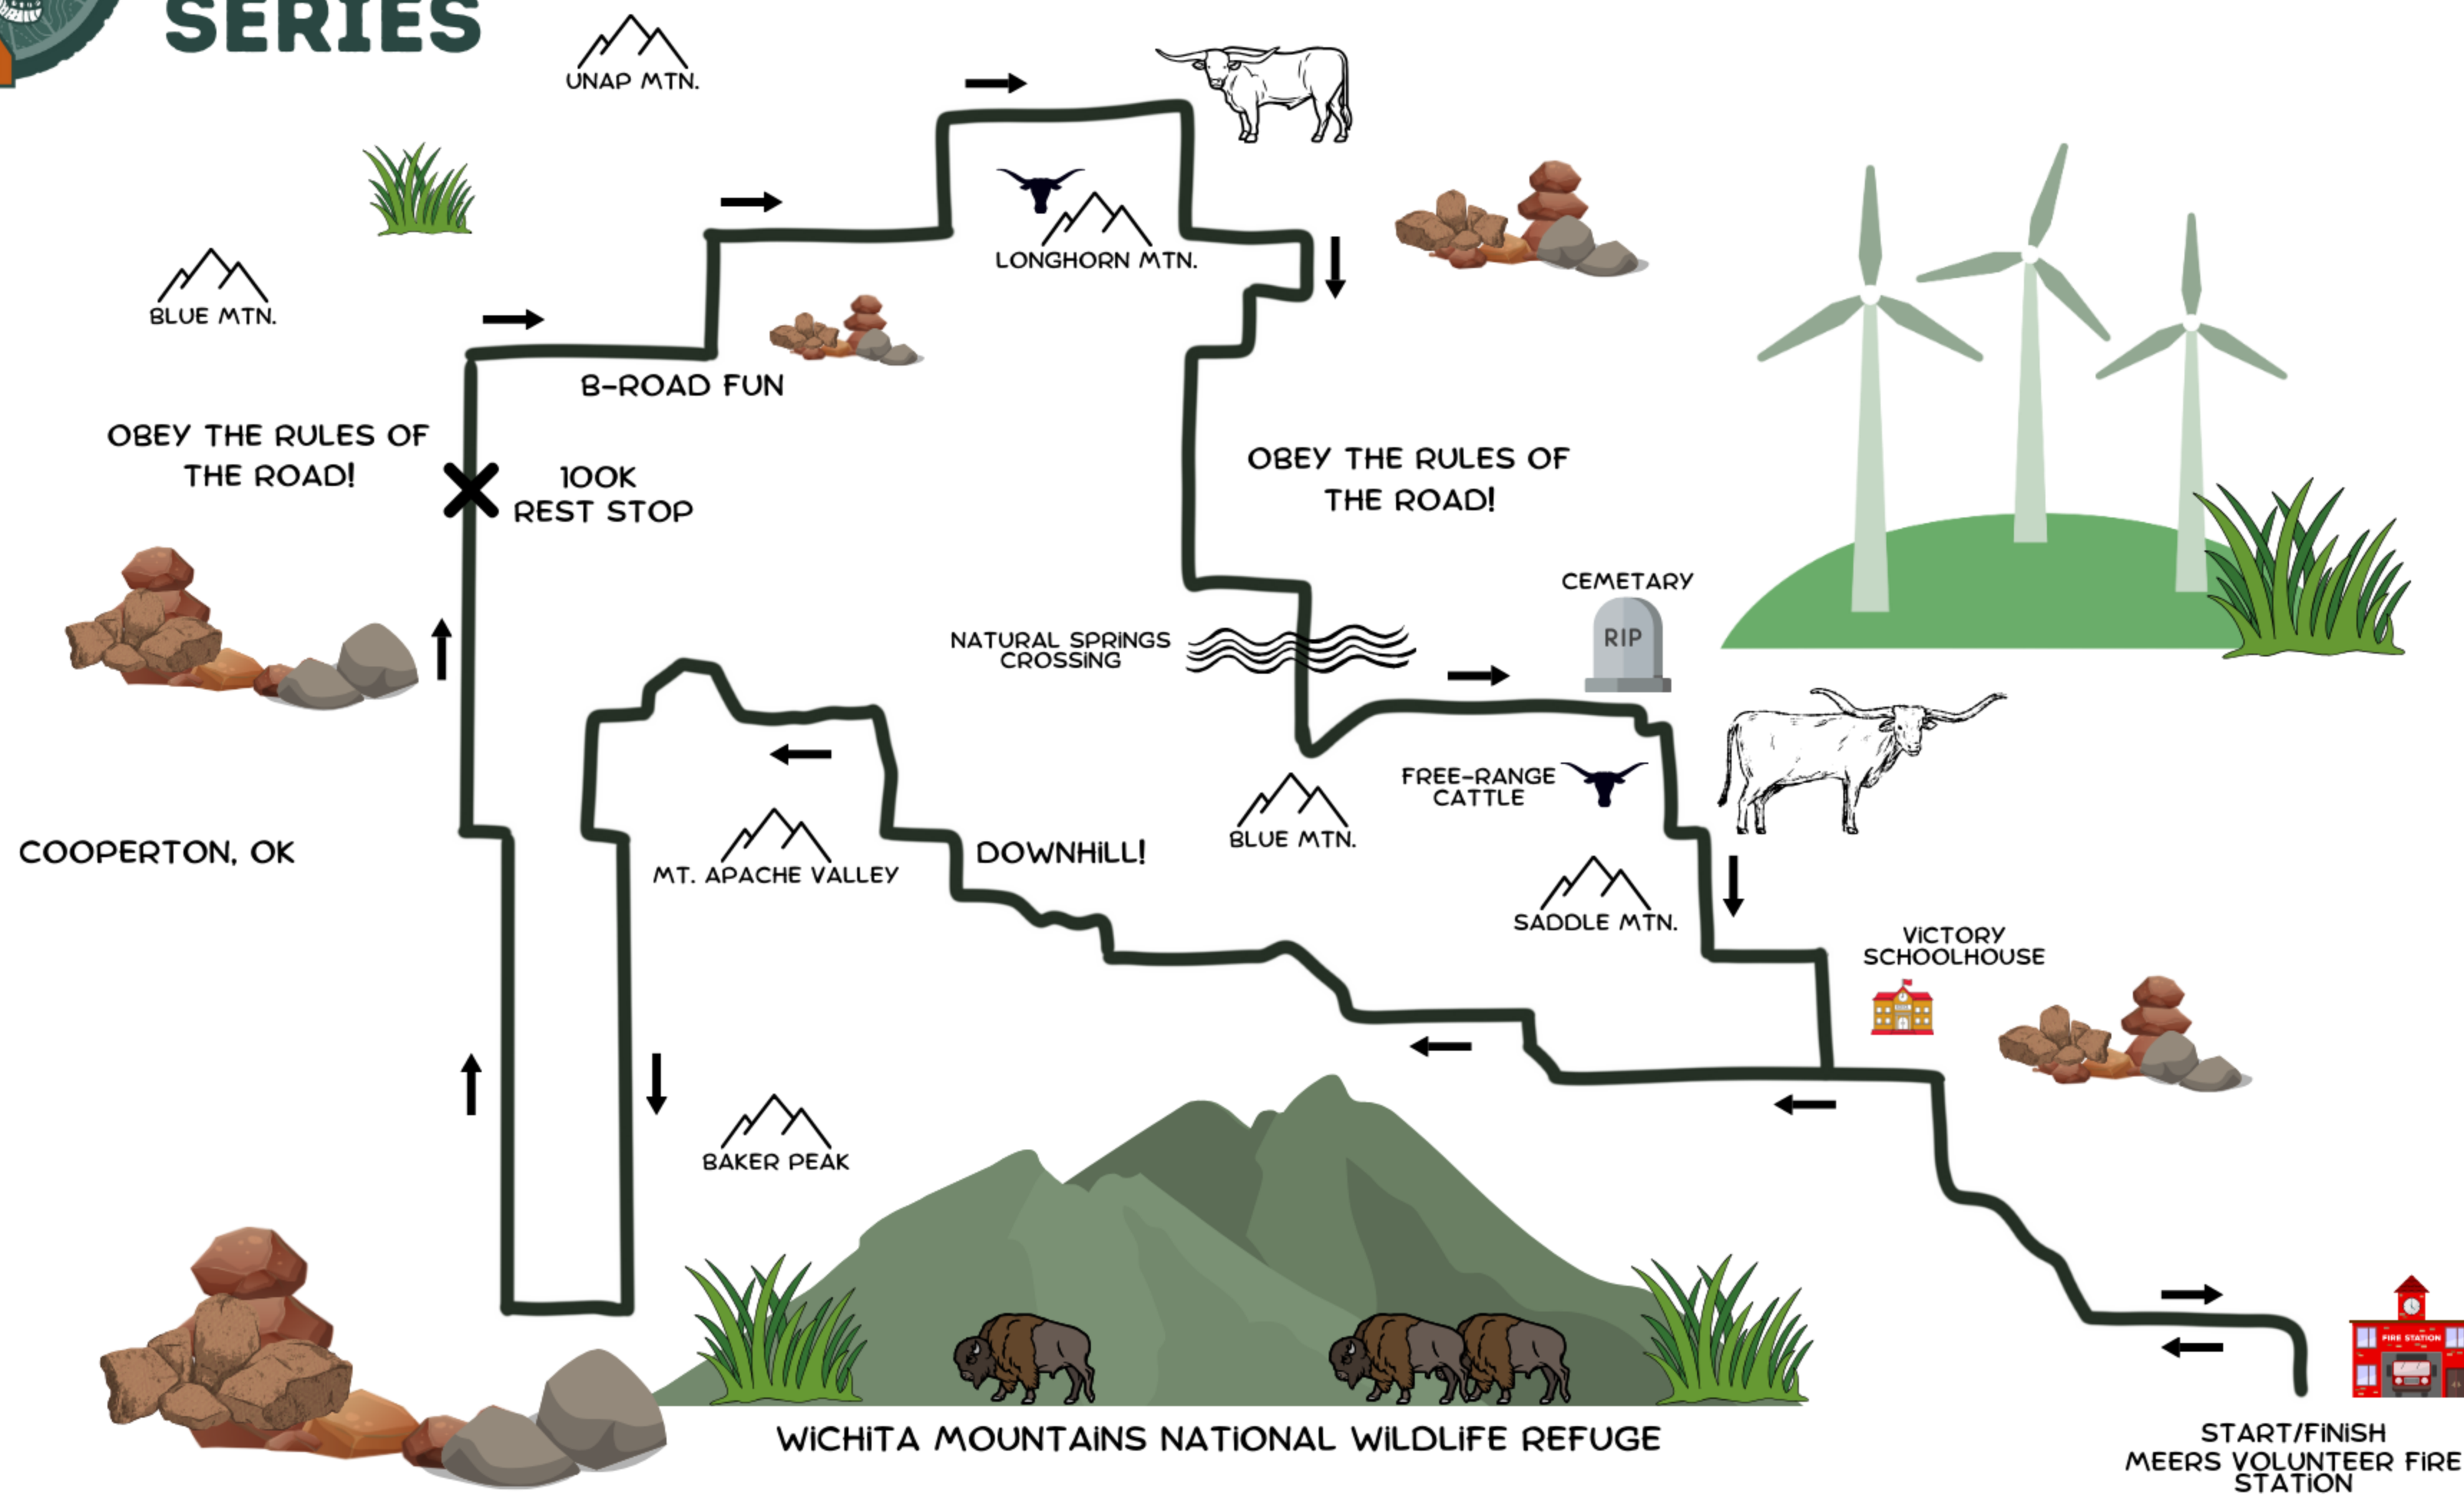 SERIES
UNAP MTN.
LONGHORN MTN.
BLUE MTN.
B-ROAD FUN
OBEY THE RULES OF
THE ROAD!
100K
REST STOP
OBEY THE RULES OF
THE ROAD!
CEMETARY
RIP
NATURAL SPRINGS
CROSSING
FREE-RANGE
CATTLE
BLUE MTN.
COOPERTON, OK
MT. APACHE VALLEY
DOWNHILL!
SADDLE MTN.
VICTORY
SCHOOLHOUSE
BAKER PEAK
FIRE STATION
WICHITA MOUNTAINS NATIONAL WILDLIFE REFUGE
START/FINISH
MEERS VOLUNTEER FIRE
STATION